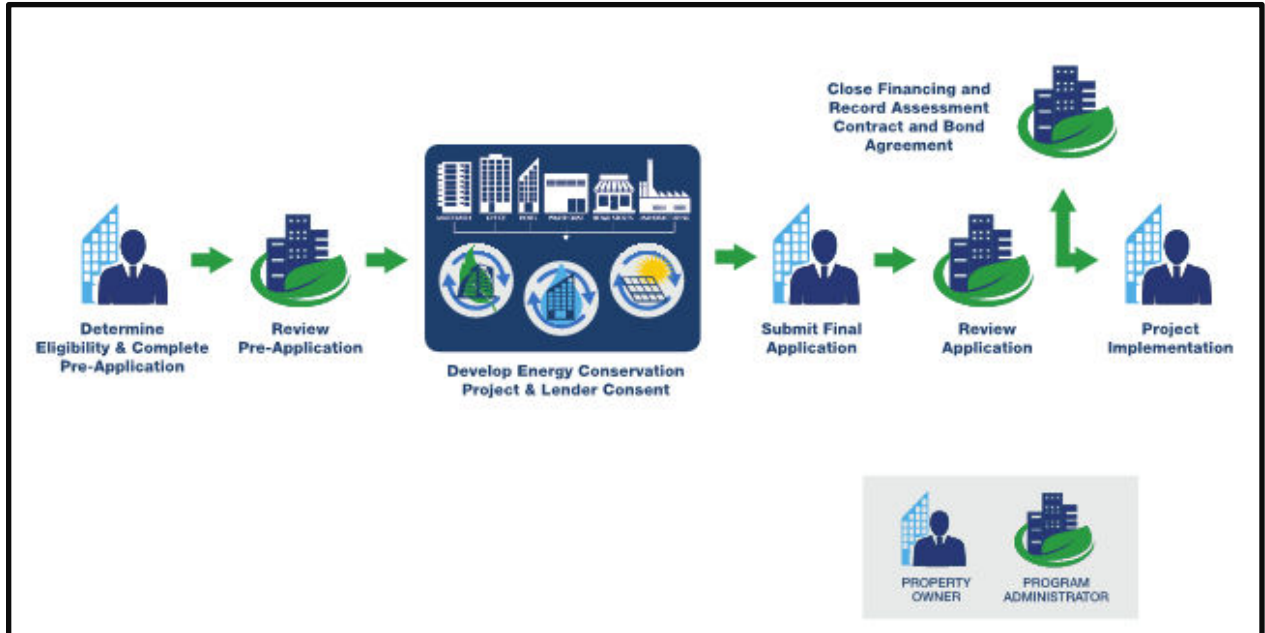 Close Financing and
Record Assessment
Contract and Bond
Agreement
Determine
Eligibility & Complete
Pre-Application
Review
Pre-Application
Develop Energy Conservation
Project & Lender Consent
Submit Final
Application
Review
Application
Project
Implementation
PROPERTY
OWNER
PROGRAM
ADMINISTRATOR